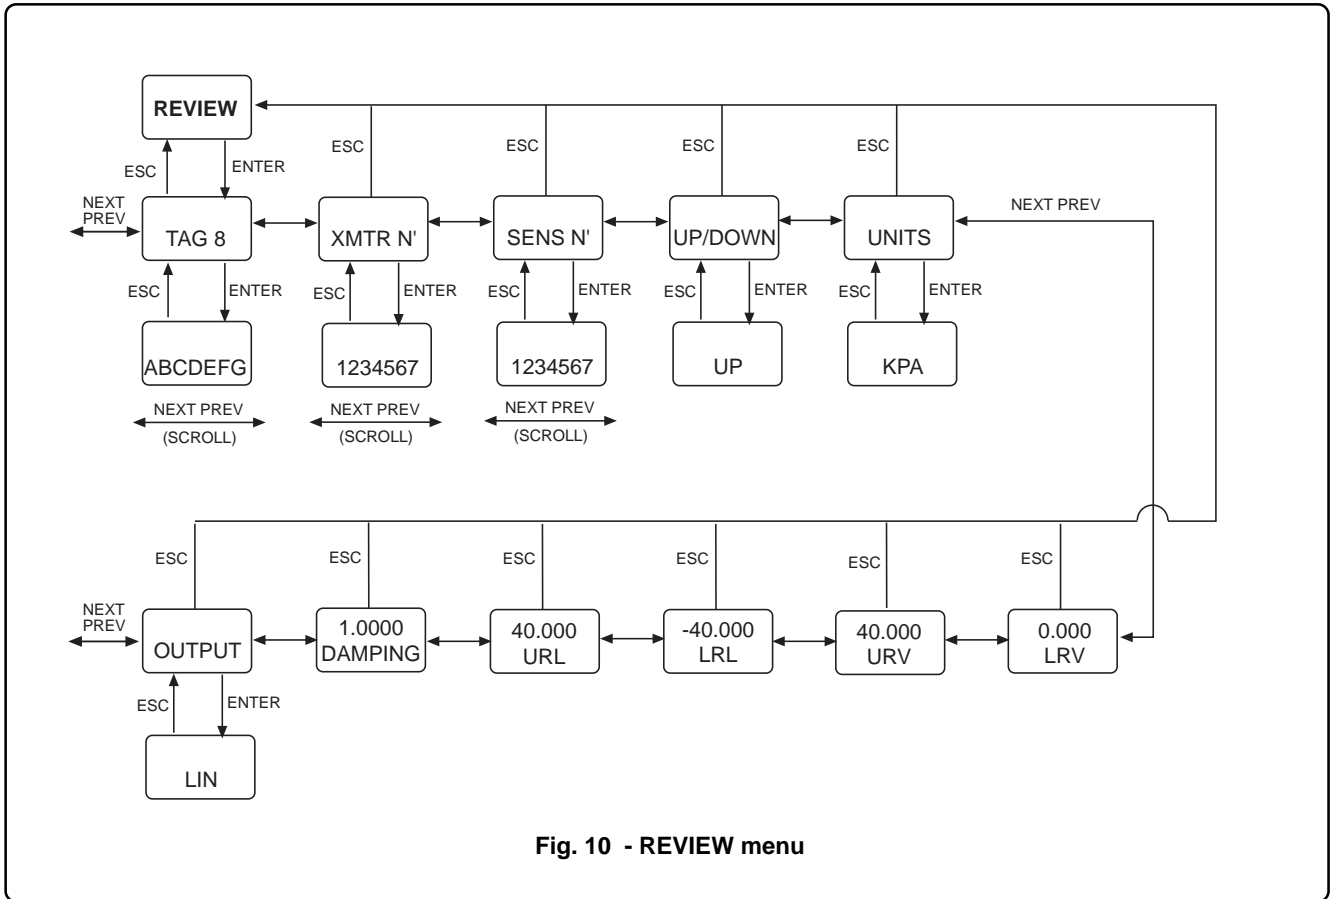 REVIEW
ESC
ENTER
ESC
ESC
ESC
ESC
NEXT
PREV
TAG 8
XMTR N'
SENS N'
UP/DOWN
UNITS
NEXT PREV
ESC
ENTER
ESC
ENTER
ESC
ENTER
ESC
ENTER
ESC
ENTER
ABCDEFG
1234567
1234567
UP
KPA
NEXT PREV
(SCROLL)
NEXT PREV
(SCROLL)
NEXT PREV
(SCROLL)
ESC
ESC
ESC
ESC
ESC
ESC
NEXT
PREV
OUTPUT
1.0000
DAMPING
40.000
URL
-40.000
LRL
40.000
URV
0.000
LRV
ESC
ENTER
LIN
Fig. 10 - REVIEW menu